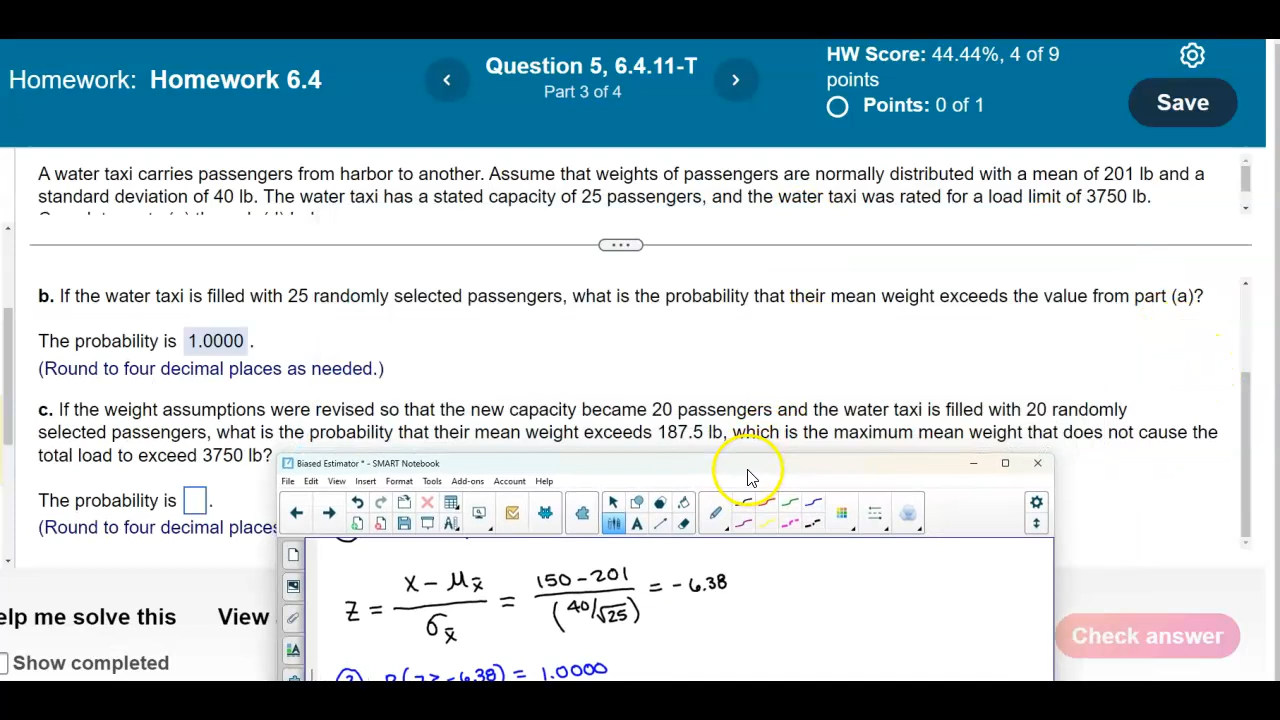 Homework: Homework 6.4
Question 5, 6.4.11-T
Part 3 of 4
HW Score: 44.44%, 4 of 9
points
Points: 0 of 1
Save
A water taxi carries passengers from harbor to another. Assume that weights of passengers are normally distributed with a mean of 201 lb and a
standard deviation of 40 lb. The water taxi has a stated capacity of 25 passengers, and the water taxi was rated for a load limit of 3750 lb.
b. If the water taxi is filled with 25 randomly selected passengers, what is the probability that their mean weight exceeds the value from part (a)?
The probability is 1.0000 .
(Round to four decimal places as needed.)
c. If the weight assumptions were revised so that the new capacity became 20 passengers and the water taxi is filled with 20 randomly
selected passengers, what is the probability that their mean weight exceeds 187.5 lb, which is the maximum mean weight that does not cause the
total load to exceed 3750 lb?
The probability is .
(Round to four decimal places
Biased Estimator * - SMART Notebook
File Edit View Insert Format Tools Add-ons Account Help
Z = (x - μx̄)/σx̄ = (150-201)/(40/√25) = -6.38
P(z>-6.38) = 1.0000
elp me solve this
View
Check answer
Show completed